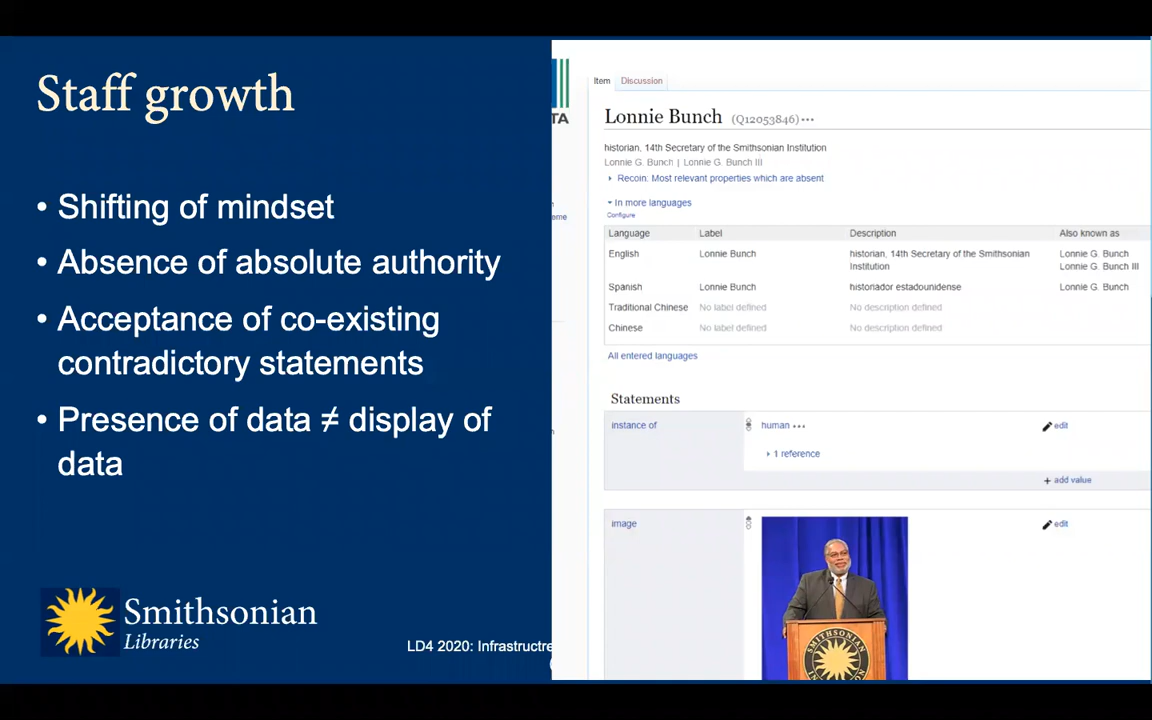 Staff growth
• Shifting of mindset
• Absence of absolute authority
• Acceptance of co-existing
contradictory statements
• Presence of data ≠ display of
data
Smithsonian
Libraries
LD4 2020: Infrastructre
TA
Item Discussion
Lonnie Bunch (Q12053846)
historian, 14th Secretary of the Smithsonian Institution
Lonnie G. Bunch | Lonnie G. Bunch III
Recoin: Most relevant properties which are absent
In more languages
Configure
Language Label Description Also known as
English Lonnie Bunch historian, 14th Secretary of the Smithsonian Lonnie G. Bunch
Institution Lonnie G. Bunch III
Spanish Lonnie Bunch historiador estadounidense Lonnie G. Bunch
Traditional Chinese No label defined No description defined
Chinese No label defined No description defined
All entered languages
Statements
instance of human edit
1 reference
+ add value
image edit
SMITHSONIAN